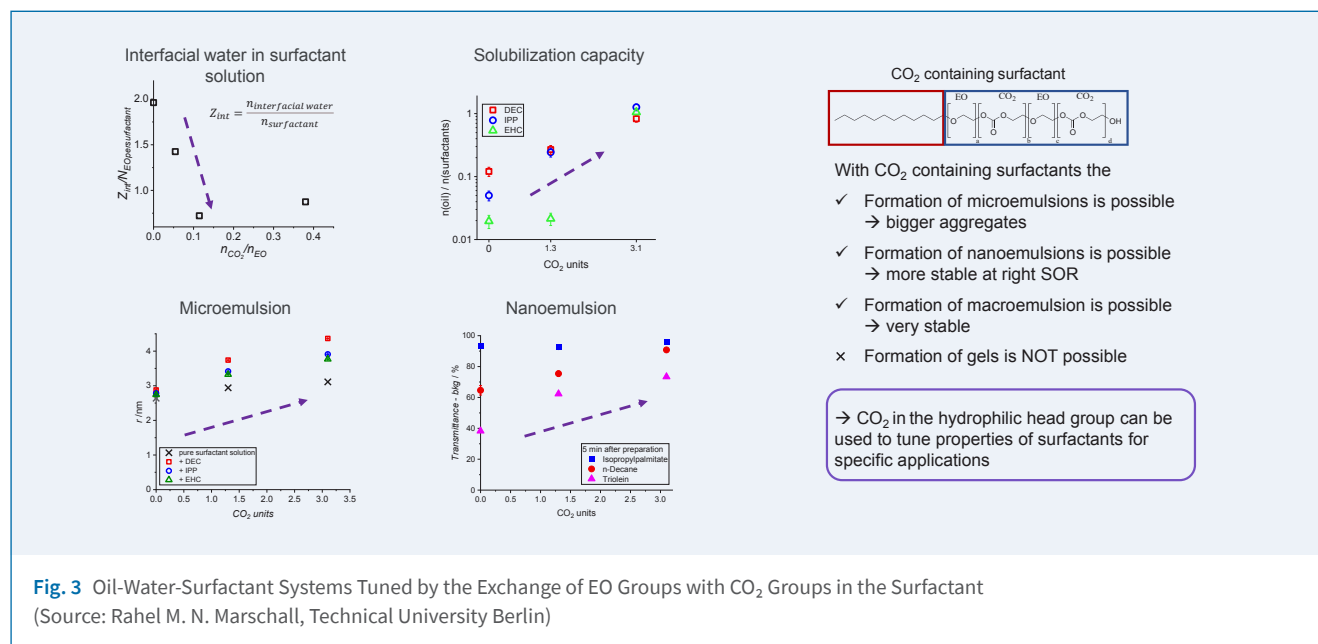 Interfacial water in surfactant
solution
Z_int/N_EOpersurfactant
2.0
1.5
1.0
Z_int = n_interfacial water / n_surfactant
0.0 0.1 0.2 0.3 0.4
n_CO₂/n_EO
Solubilization capacity
n(oil) / n(surfactants)
1
0.1
0.01
DEC
IPP
EHC
0 1.3 3.1
CO₂ units
Microemulsion
r /nm
4
3
2
1
0
pure surfactant solution
+ DEC
+ IPP
+ EHC
0.0 0.5 1.0 1.5 2.0 2.5 3.0 3.5
CO₂ units
Nanoemulsion
Transmittance - bkg / %
100
80
60
40
20
0
5 min after preparation
Isopropylpalmitate
n-Decane
Triolein
0.0 0.5 1.0 1.5 2.0 2.5 3.0
CO₂ units
CO₂ containing surfactant
EO CO₂ EO CO₂
O O O O O O O O OH
a b c d
With CO₂ containing surfactants the
✓ Formation of microemulsions is possible
→ bigger aggregates
✓ Formation of nanoemulsions is possible
→ more stable at right SOR
✓ Formation of macroemulsion is possible
→ very stable
× Formation of gels is NOT possible
→ CO₂ in the hydrophilic head group can be
used to tune properties of surfactants for
specific applications
Fig. 3 Oil-Water-Surfactant Systems Tuned by the Exchange of EO Groups with CO₂ Groups in the Surfactant
(Source: Rahel M. N. Marschall, Technical University Berlin)